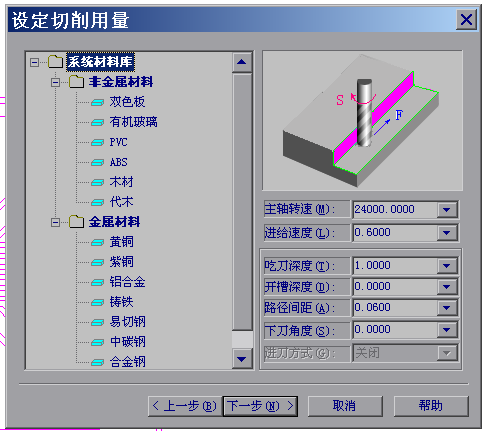 设定切削用量
系统材料库
非金属材料
双色板
有机玻璃
PVC
ABS
木材
代木
金属材料
黄铜
紫铜
铝合金
铸铁
易切钢
中碳钢
合金钢
S
F
主轴转速(M): 24000.0000
进给速度(L): 0.6000
吃刀深度(T): 1.0000
开槽深度(D): 0.0000
路径间距(A): 0.0600
下刀角度(S): 0.0000
进刀方式(G): 关闭
< 上一步(B) 下一步(N) > 取消 帮助